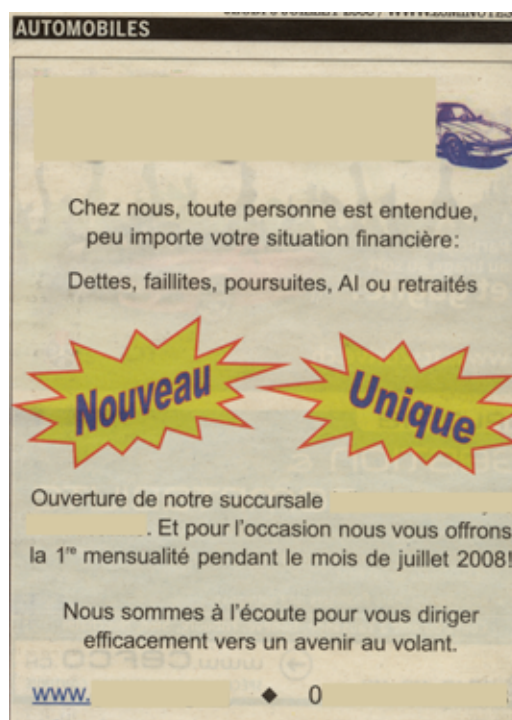 AUTOMOBILES
Chez nous, toute personne est entendue,
peu importe votre situation financière:
Dettes, faillites, poursuites, AI ou retraités
Nouveau
Unique
Ouverture de notre succursale
. Et pour l'occasion nous vous offrons
la 1re mensualité pendant le mois de juillet 2008!
Nous sommes à l'écoute pour vous diriger
efficacement vers un avenir au volant.
www. ◆ 0